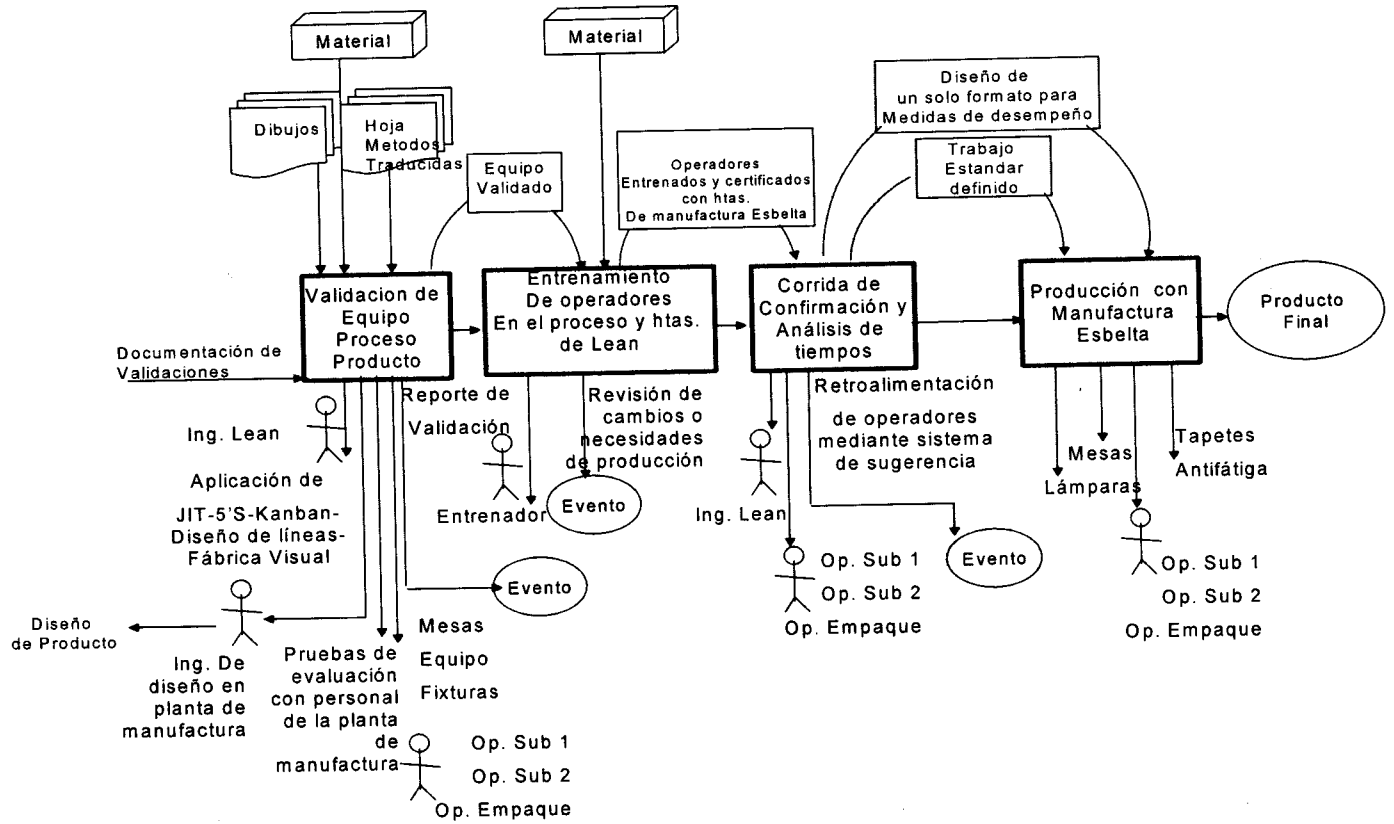 Material
Material
Dibujos
Hoja
Metodos
Traducidas
Equipo
Validado
Operadores
Entrenados y certificados
con htas.
De manufactura Esbelta
Diseño de
un solo formato para
Medidas de desempeño
Trabajo
Estandar
definido
Validacion de
Equipo
Proceso
Producto
Entrenamiento
De operadores
En el proceso y htas.
de Lean
Corrida de
Confirmación y
Análisis de
tiempos
Producción con
Manufactura
Esbelta
Producto
Final
Documentación de
Validaciones
Ing. Lean
Aplicación de
JIT-5'S-Kanban-
Diseño de líneas-
Fábrica Visual
Reporte de
Validación
Entrenador
Revisión de
cambios o
necesidades
de producción
Evento
Evento
Retroalimentación
de operadores
mediante sistema
de sugerencia
Ing. Lean
Evento
Op. Sub 1
Op. Sub 2
Op. Empaque
Mesas
Lámparas
Tapetes
Antifátiga
Op. Sub 1
Op. Sub 2
Op. Empaque
Diseño
de Producto
Ing. De
diseño en
planta de
manufactura
Pruebas de
evaluación
con personal
de la planta
de
manufactura
Mesas
Equipo
Fixturas
Op. Sub 1
Op. Sub 2
Op. Empaque